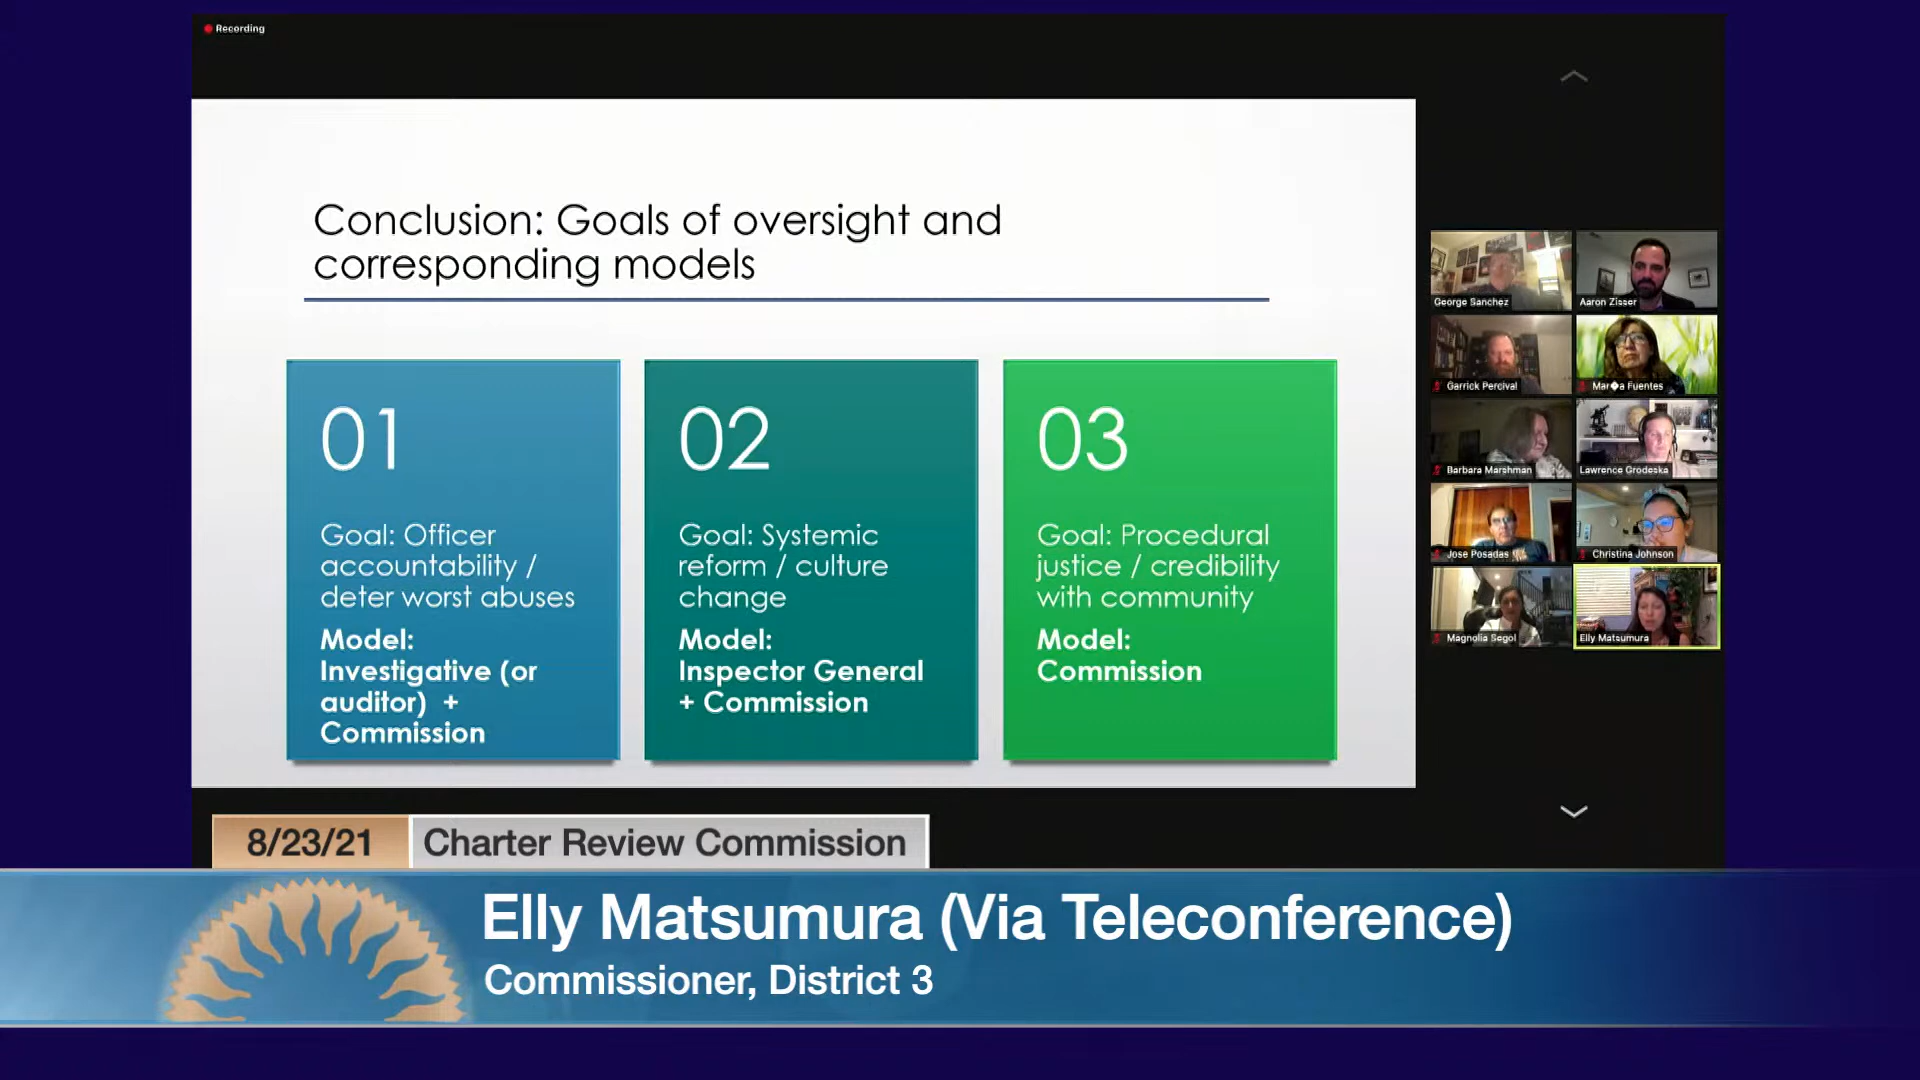 Recording
Conclusion: Goals of oversight and
corresponding models
01
Goal: Officer
accountability /
deter worst abuses
Model:
Investigative (or
auditor) +
Commission
02
Goal: Systemic
reform / culture
change
Model:
Inspector General
+ Commission
03
Goal: Procedural
justice / credibility
with community
Model:
Commission
George Sanchez
Aaron Zisser
Garrick Percival
Mar�a Fuentes
Barbara Marshman
Lawrence Grodeska
Jose Posadas
Christina Johnson
Magnolia Segol
Elly Matsumura
8/23/21
Charter Review Commission
Elly Matsumura (Via Teleconference)
Commissioner, District 3